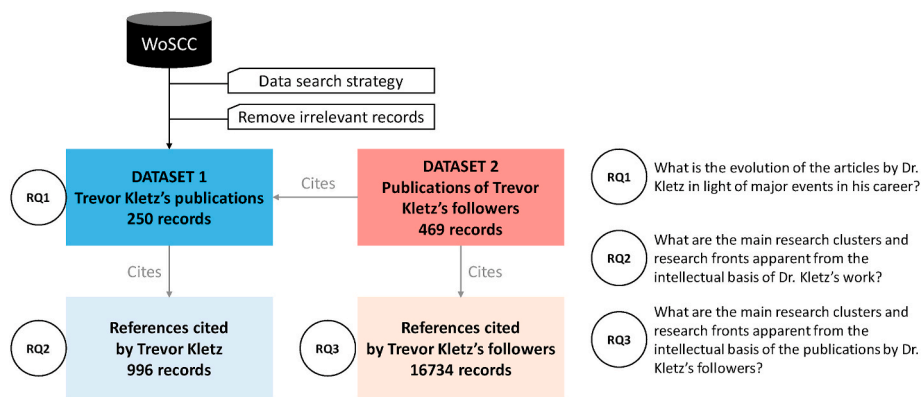 WoSCC
Data search strategy
Remove irrelevant records
RQ1
DATASET 1
Trevor Kletz's publications
250 records
Cites
DATASET 2
Publications of Trevor
Kletz's followers
469 records
Cites
Cites
RQ2
References cited
by Trevor Kletz
996 records
RQ3
References cited
by Trevor Kletz's followers
16734 records
RQ1
What is the evolution of the articles by Dr.
Kletz in light of major events in his career?
RQ2
What are the main research clusters and
research fronts apparent from the
intellectual basis of Dr. Kletz's work?
RQ3
What are the main research clusters and
research fronts apparent from the
intellectual basis of the publications by Dr.
Kletz's followers?